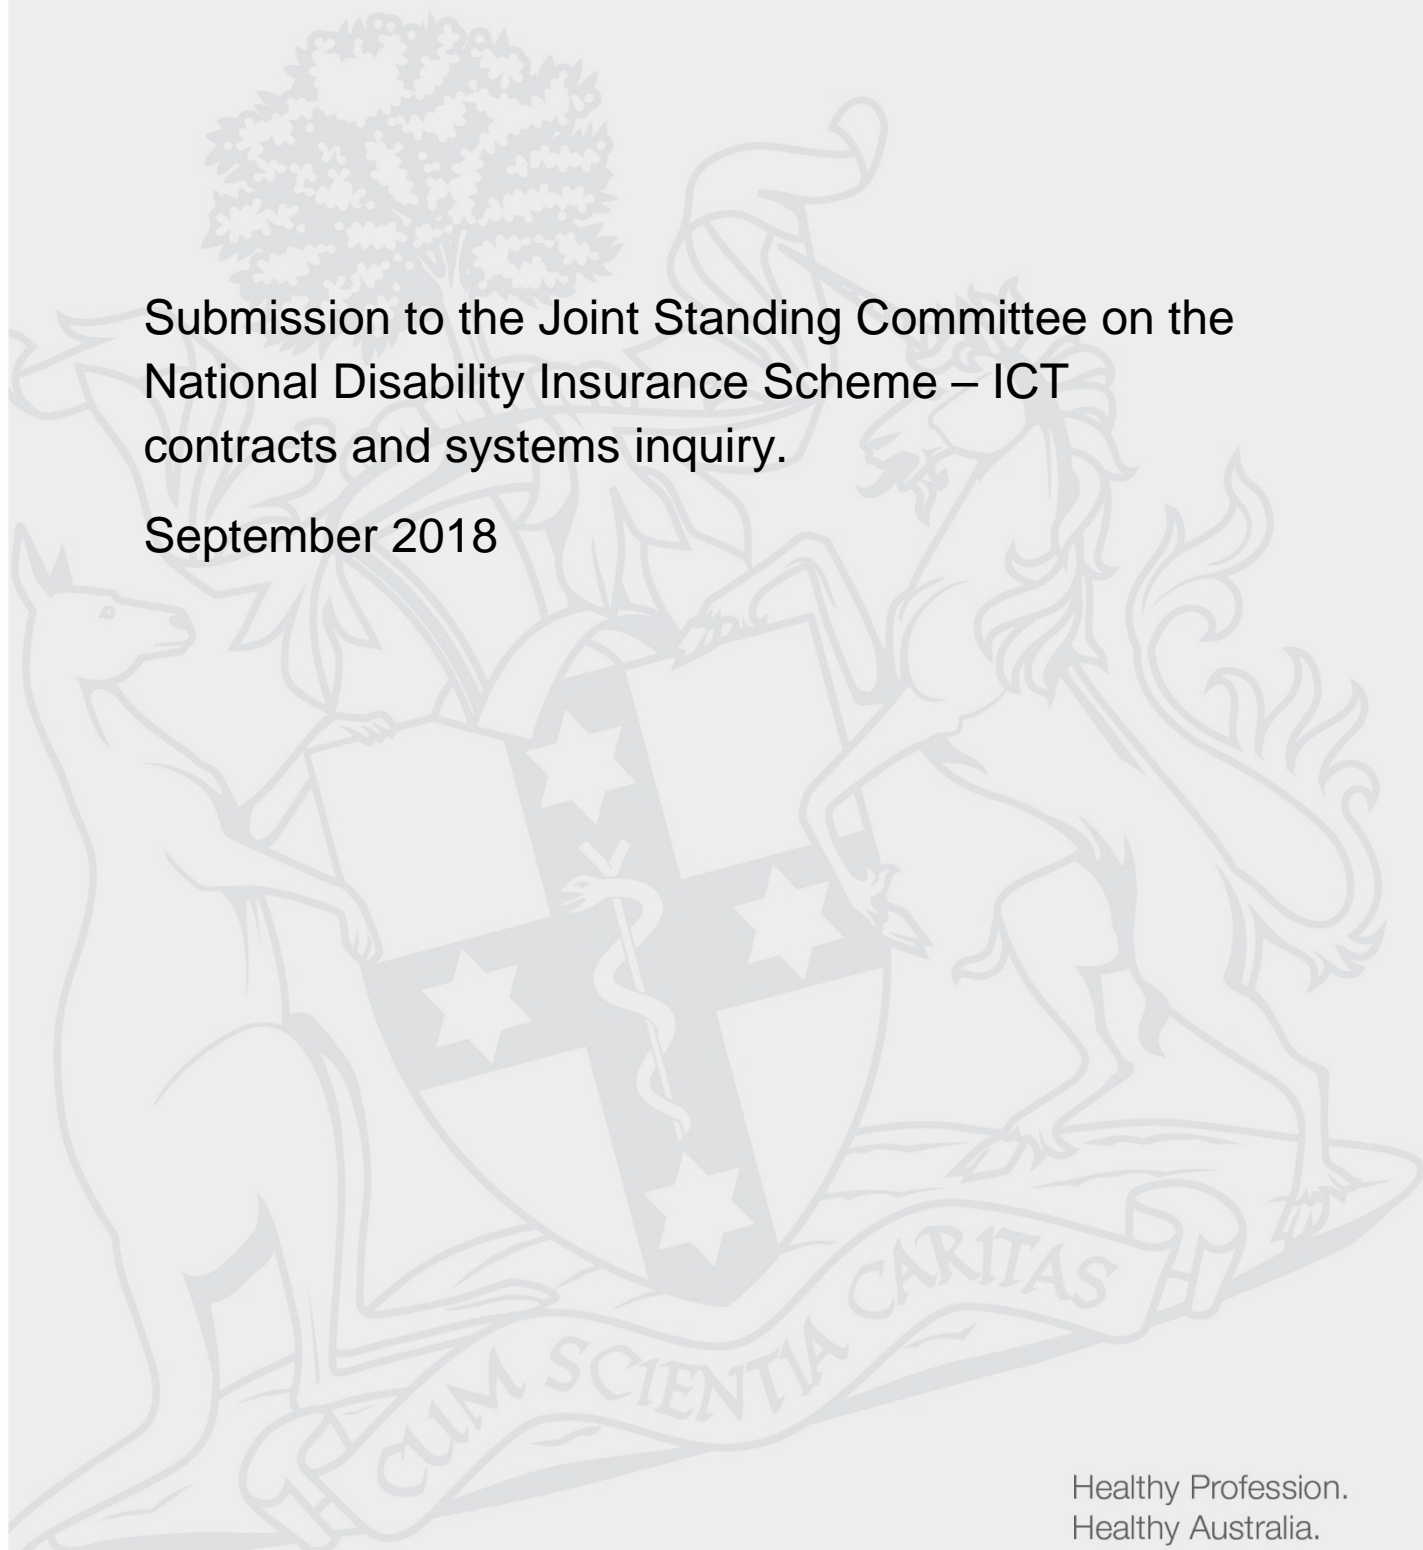 Submission to the Joint Standing Committee on the
National Disability Insurance Scheme – ICT
contracts and systems inquiry.
September 2018
CUM SCIENTIA CARITAS
Healthy Profession.
Healthy Australia.